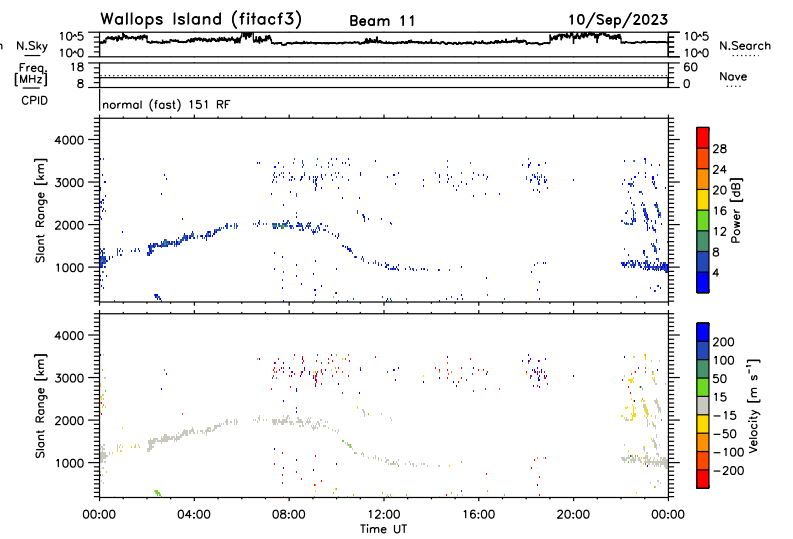 Wallops Island (fitacf3) Beam 11 10/Sep/2023
N.Sky 10^5 10^0 10^5 10^0 N.Search
Freq. [MHz] 18 8 60 0 Nave
CPID normal (fast) 151 RF
Slant Range [km] 4000 3000 2000 1000
Power [dB] 28 24 20 16 12 8 4
Slant Range [km] 4000 3000 2000 1000
Velocity [m s⁻¹] 200 100 50 15 −15 −50 −100 −200
00:00 04:00 08:00 12:00 16:00 20:00 00:00
Time UT